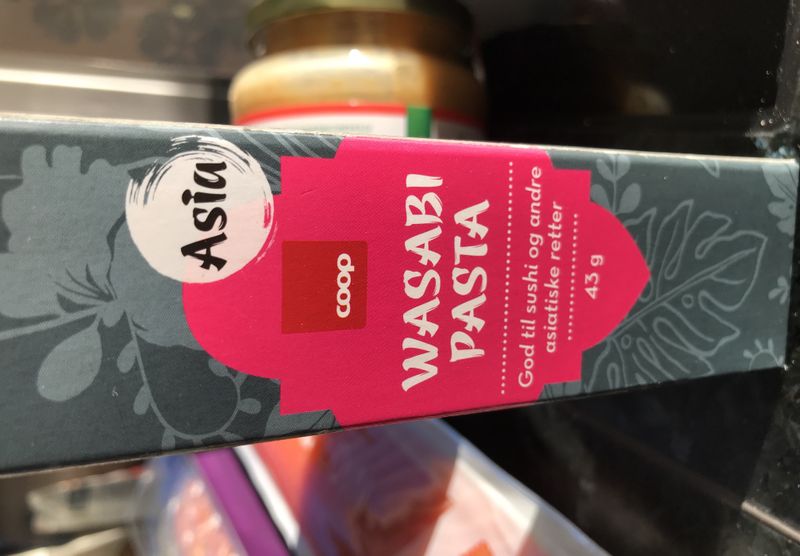 Asia
coop
WASABI
PASTA
God til sushi og andre
asiatiske retter
43 g